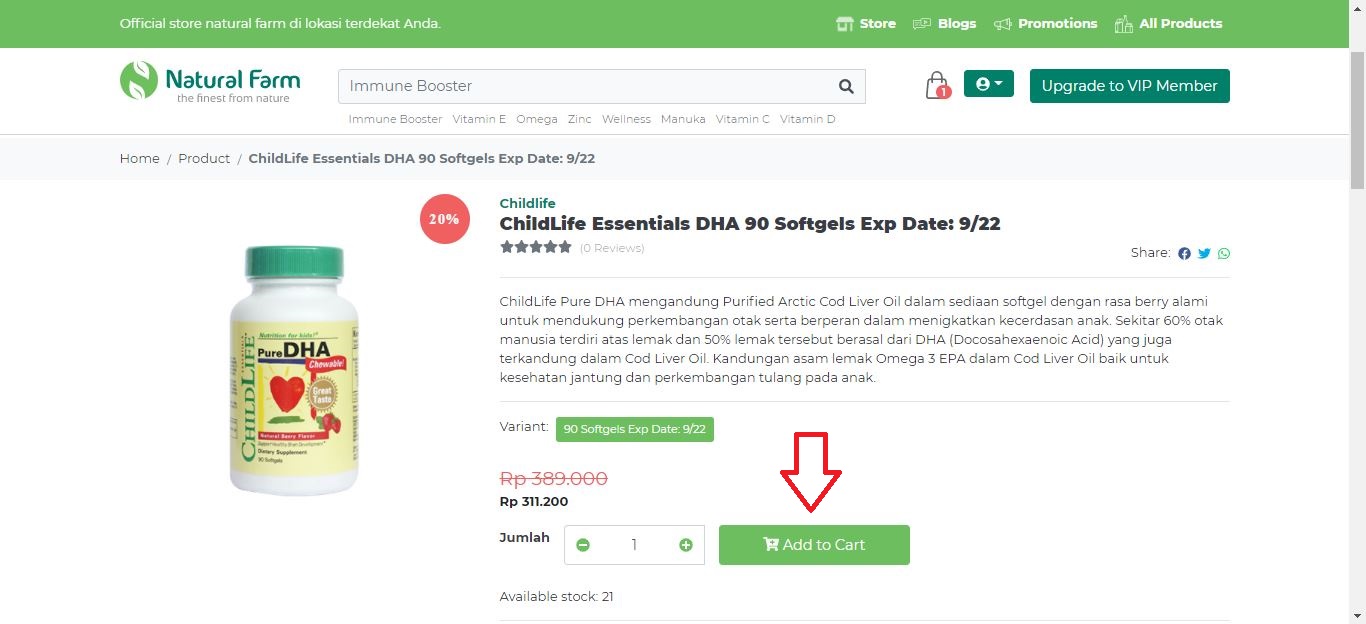 Official store natural farm di lokasi terdekat Anda.
Store Blogs Promotions All Products
Natural Farm
the finest from nature
Immune Booster
1
Upgrade to VIP Member
Immune Booster Vitamin E Omega Zinc Wellness Manuka Vitamin C Vitamin D
Home / Product / ChildLife Essentials DHA 90 Softgels Exp Date: 9/22
20%
Childlife
ChildLife Essentials DHA 90 Softgels Exp Date: 9/22
(0 Reviews)
Share:
ChildLife Pure DHA mengandung Purified Arctic Cod Liver Oil dalam sediaan softgel dengan rasa berry alami
untuk mendukung perkembangan otak serta berperan dalam menigkatkan kecerdasan anak. Sekitar 60% otak
manusia terdiri atas lemak dan 50% lemak tersebut berasal dari DHA (Docosahexaenoic Acid) yang juga
terkandung dalam Cod Liver Oil. Kandungan asam lemak Omega 3 EPA dalam Cod Liver Oil baik untuk
kesehatan jantung dan perkembangan tulang pada anak.
Nutrition for kids!
CHILDLIFE
Pure DHA
Chewable!
Great
Taste
Natural Berry Flavor
Supports Healthy Brain Development*
Dietary Supplement
90 Softgels
Variant: 90 Softgels Exp Date: 9/22
Rp 389.000
Rp 311.200
Jumlah 1 Add to Cart
Available stock: 21